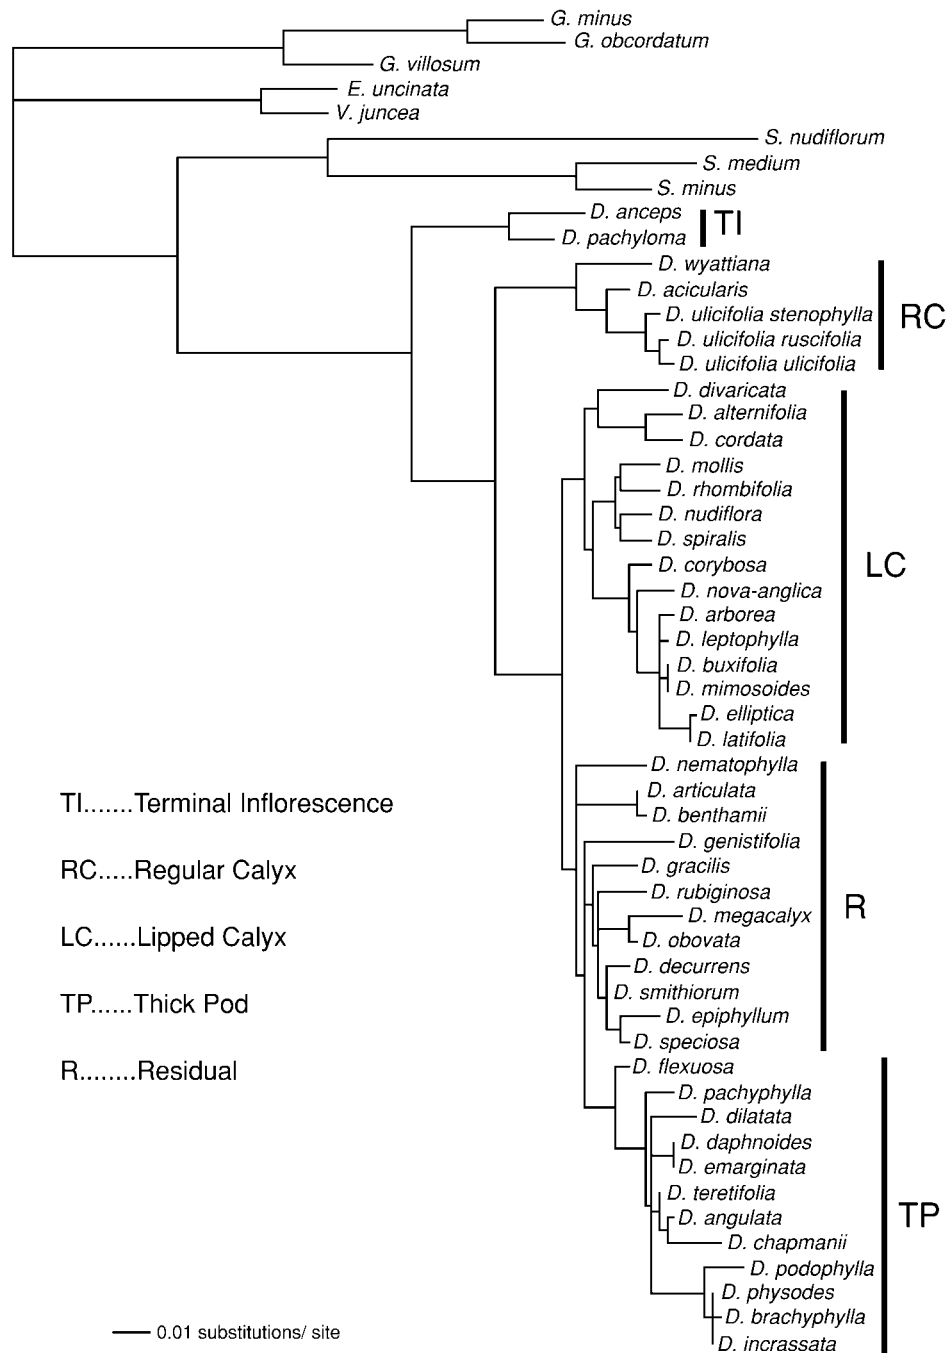 G. minus
G. obcordatum
G. villosum
E. uncinata
V. juncea
S. nudiflorum
S. medium
S. minus
D. anceps
TI
D. pachyloma
D. wyattiana
D. acicularis
RC
D. ulicifolia stenophylla
D. ulicifolia ruscifolia
D. ulicifolia ulicifolia
D. divaricata
D. alternifolia
D. cordata
D. mollis
D. rhombifolia
D. nudiflora
D. spiralis
D. corybosa
LC
D. nova-anglica
D. arborea
D. leptophylla
D. buxifolia
D. mimosoides
D. elliptica
D. latifolia
D. nematophylla
D. articulata
D. benthamii
D. genistifolia
D. gracilis
D. rubiginosa
R
D. megacalyx
D. obovata
D. decurrens
D. smithiorum
D. epiphyllum
D. speciosa
D. flexuosa
D. pachyphylla
D. dilatata
D. daphnoides
D. emarginata
D. teretifolia
TP
D. angulata
D. chapmanii
D. podophylla
D. physodes
D. brachyphylla
D. incrassata
TI.......Terminal Inflorescence
RC.....Regular Calyx
LC......Lipped Calyx
TP......Thick Pod
R........Residual
0.01 substitutions/ site